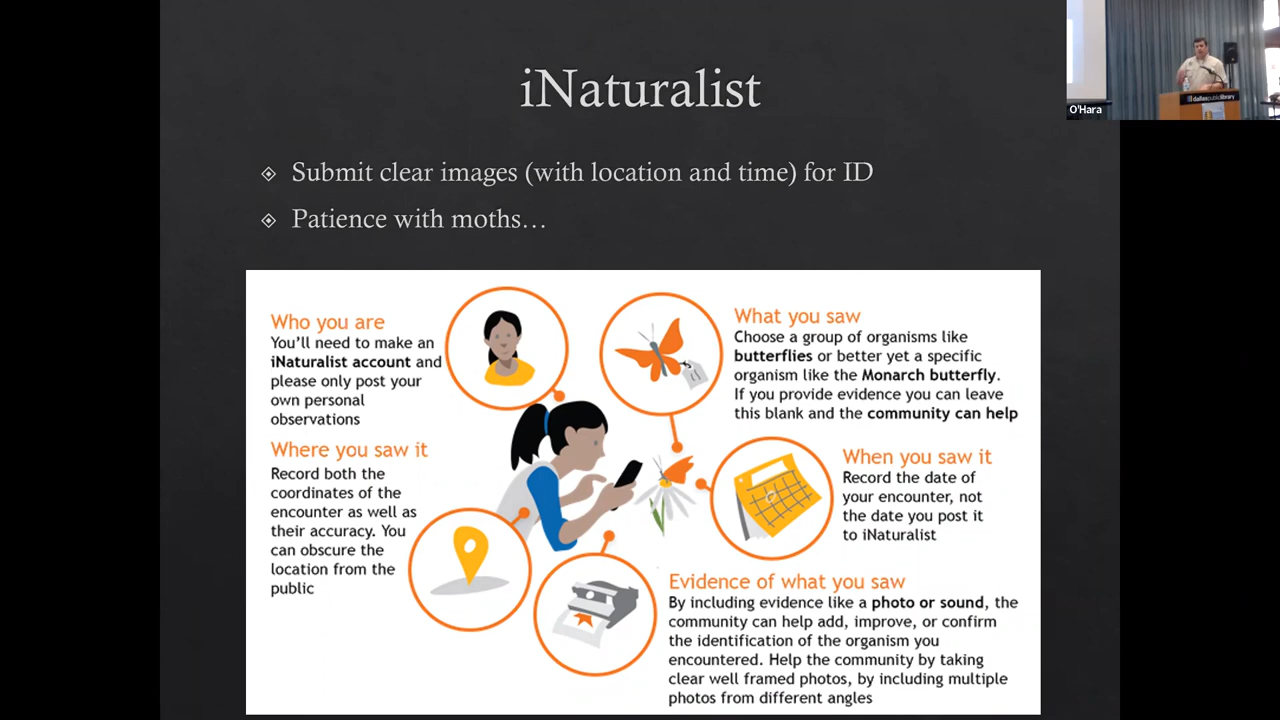 iNaturalist
Submit clear images (with location and time) for ID
Patience with moths…
Who you are
You'll need to make an
iNaturalist account and
please only post your
own personal
observations
Where you saw it
Record both the
coordinates of the
encounter as well as
their accuracy. You
can obscure the
location from the
public
What you saw
Choose a group of organisms like
butterflies or better yet a specific
organism like the Monarch butterfly.
If you provide evidence you can leave
this blank and the community can help
When you saw it
Record the date of
your encounter, not
the date you post it
to iNaturalist
Evidence of what you saw
By including evidence like a photo or sound, the
community can help add, improve, or confirm
the identification of the organism you
encountered. Help the community by taking
clear well framed photos, by including multiple
photos from different angles
O'Hara
dallaspubliclibrary